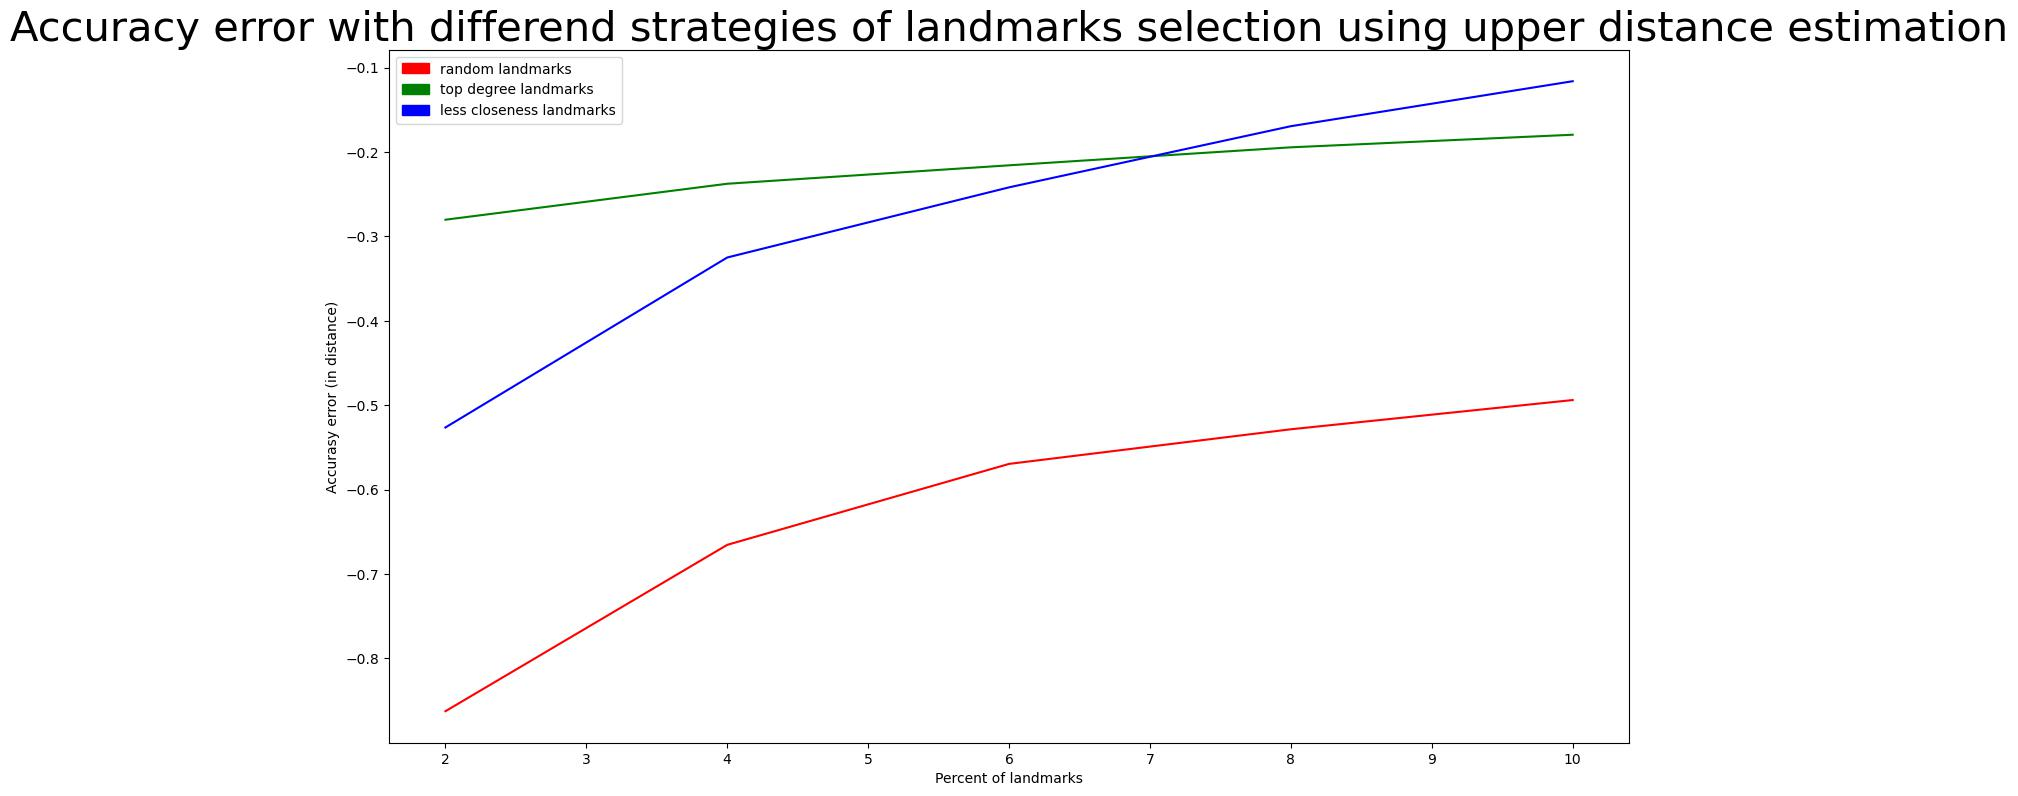 Accuracy error with differend strategies of landmarks selection using upper distance estimation
random landmarks
top degree landmarks
less closeness landmarks
Accurasy error (in distance)
−0.1
−0.2
−0.3
−0.4
−0.5
−0.6
−0.7
−0.8
2 3 4 5 6 7 8 9 10
Percent of landmarks